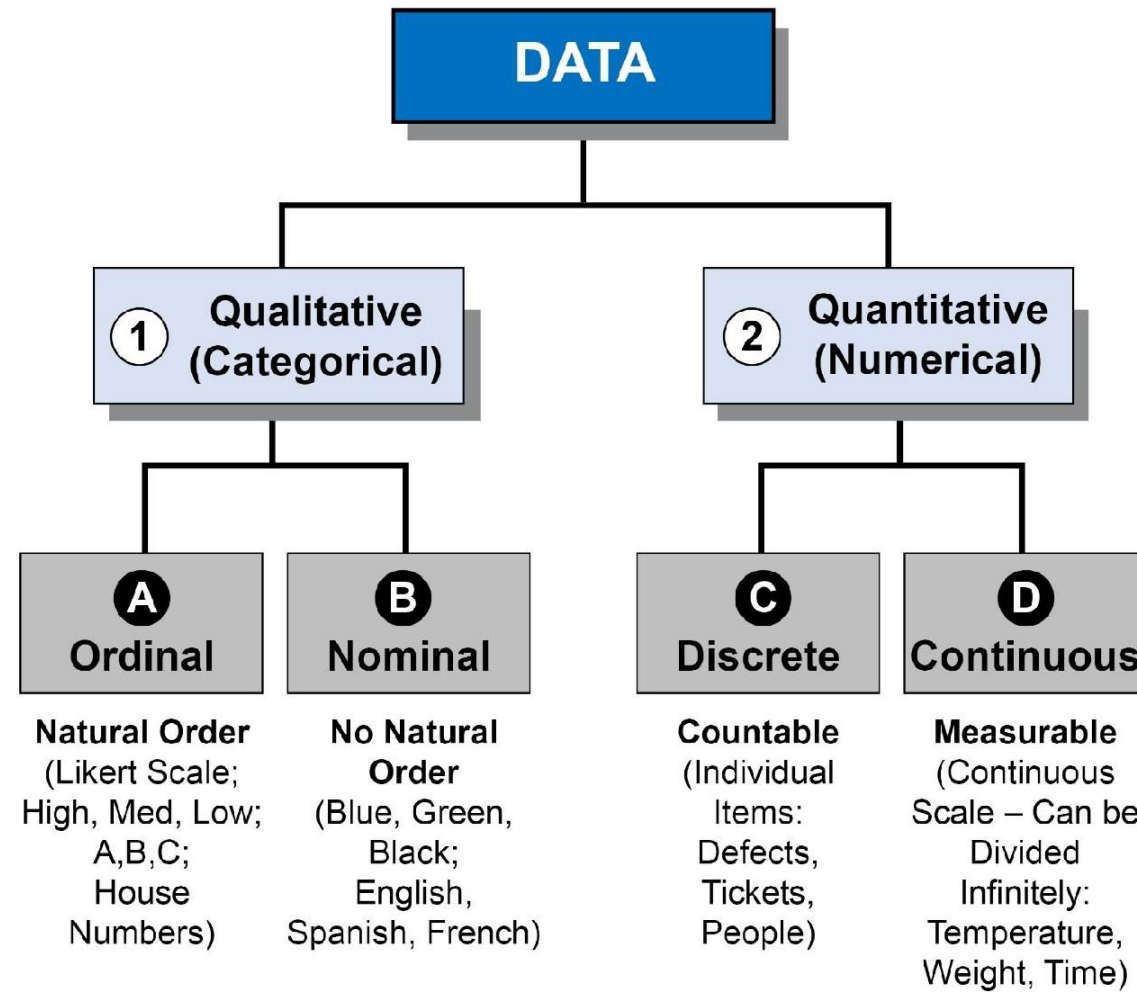 DATA
1
Qualitative
(Categorical)
2
Quantitative
(Numerical)
A
Ordinal
Natural Order
(Likert Scale;
High, Med, Low;
A,B,C;
House
Numbers)
B
Nominal
No Natural
Order
(Blue, Green,
Black;
English,
Spanish, French)
C
Discrete
Countable
(Individual
Items:
Defects,
Tickets,
People)
D
Continuous
Measurable
(Continuous
Scale – Can be
Divided
Infinitely:
Temperature,
Weight, Time)